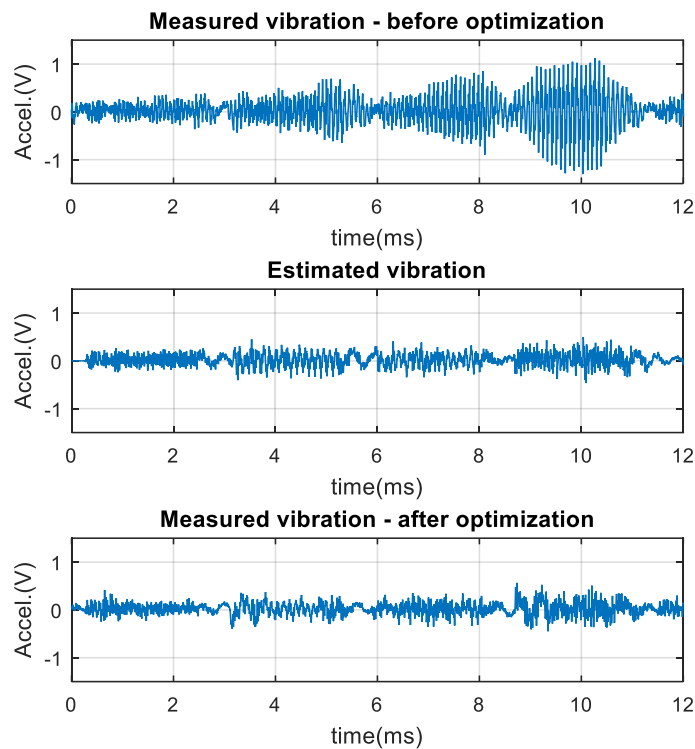 Measured vibration - before optimization
1
0
-1
Accel.(V)
0 2 4 6 8 10 12
time(ms)
Estimated vibration
1
0
-1
Accel.(V)
0 2 4 6 8 10 12
time(ms)
Measured vibration - after optimization
1
0
-1
Accel.(V)
0 2 4 6 8 10 12
time(ms)